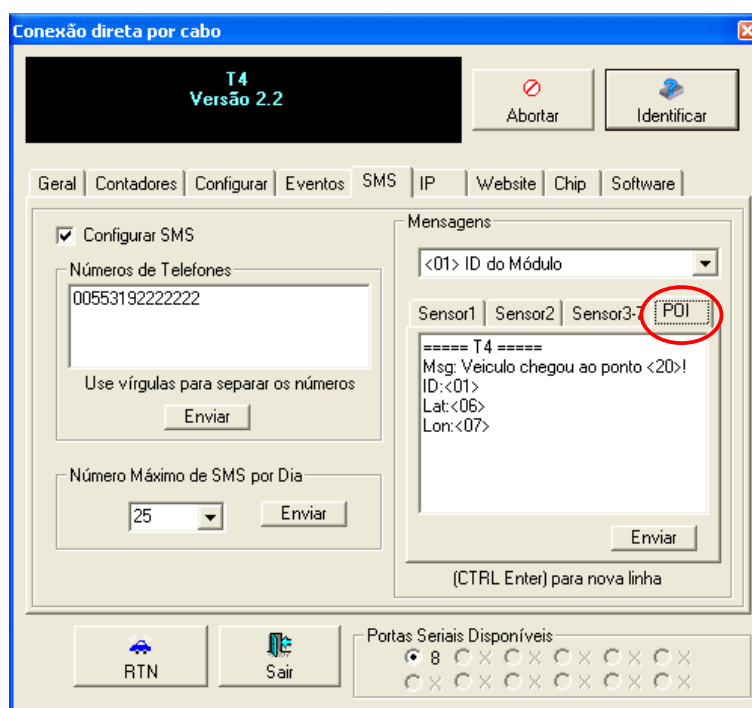 Conexão direta por cabo
T4
Versão 2.2
Abortar
Identificar
Geral
Contadores
Configurar
Eventos
SMS
IP
Website
Chip
Software
Configurar SMS
Números de Telefones
00553192222222
Use vírgulas para separar os números
Enviar
Número Máximo de SMS por Dia
25
Enviar
Mensagens
<01> ID do Módulo
Sensor1
Sensor2
Sensor3-7
POI
===== T4 =====
Msg: Veiculo chegou ao ponto <20>!
ID:<01>
Lat:<06>
Lon:<07>
Enviar
(CTRL Enter) para nova linha
RTN
Sair
Portas Seriais Disponíveis
8 X X X X X
X X X X X X